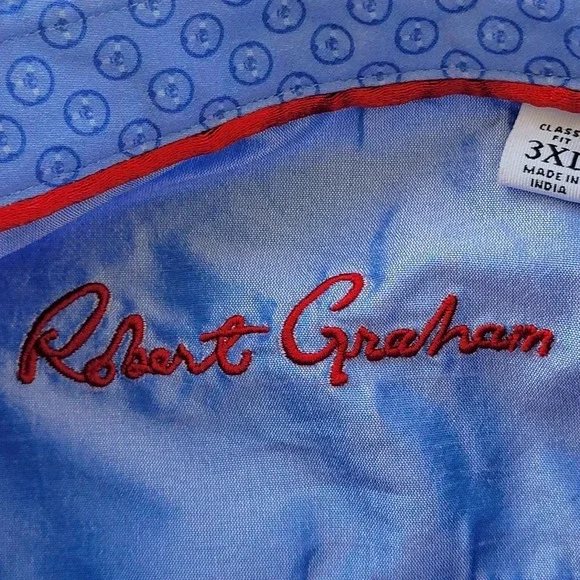 CLASSIC
FIT
3XL
MADE IN
INDIA
Robert Graham